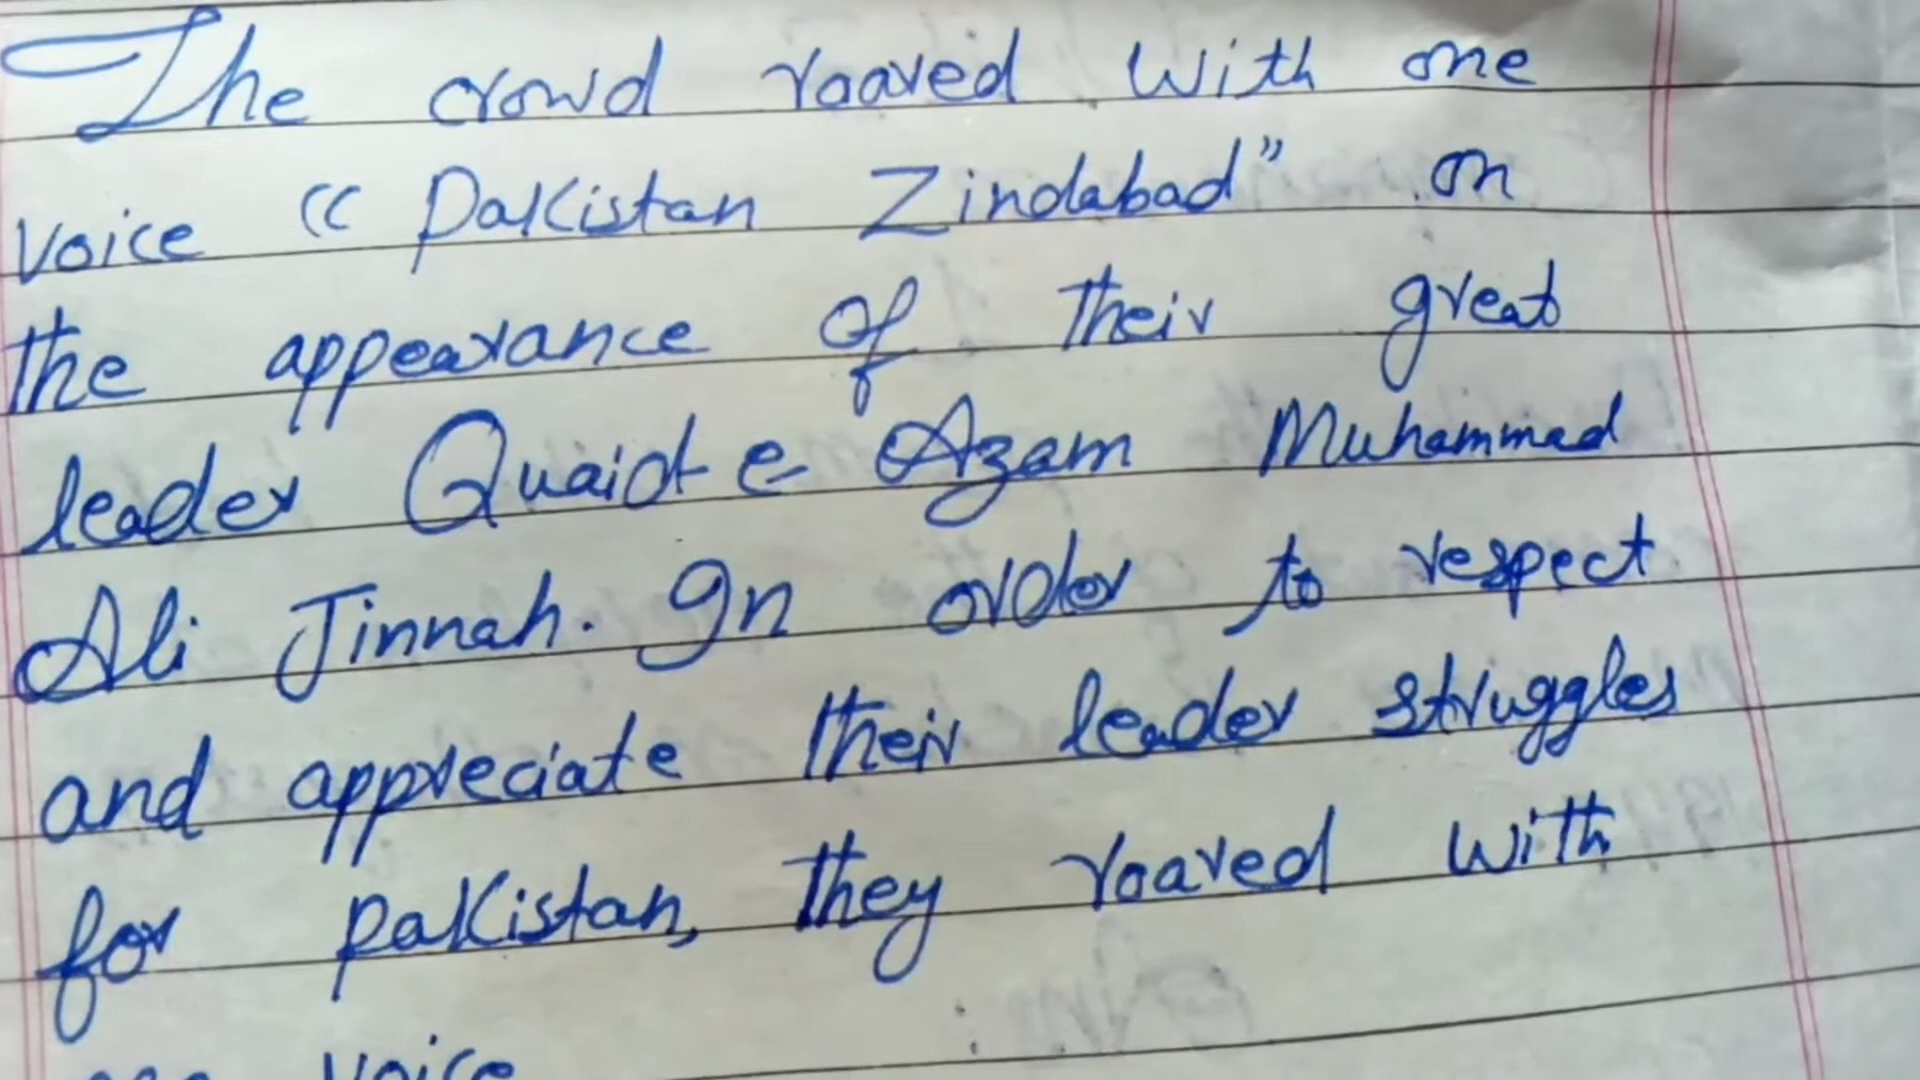 The crowd roared with one
voice "Pakistan Zindabad" on
the appearance of their great
leader Quaid-e-Azam Muhammad
Ali Jinnah. In order to respect
and appreciate their leader struggles
for pakistan, they roared with
voice